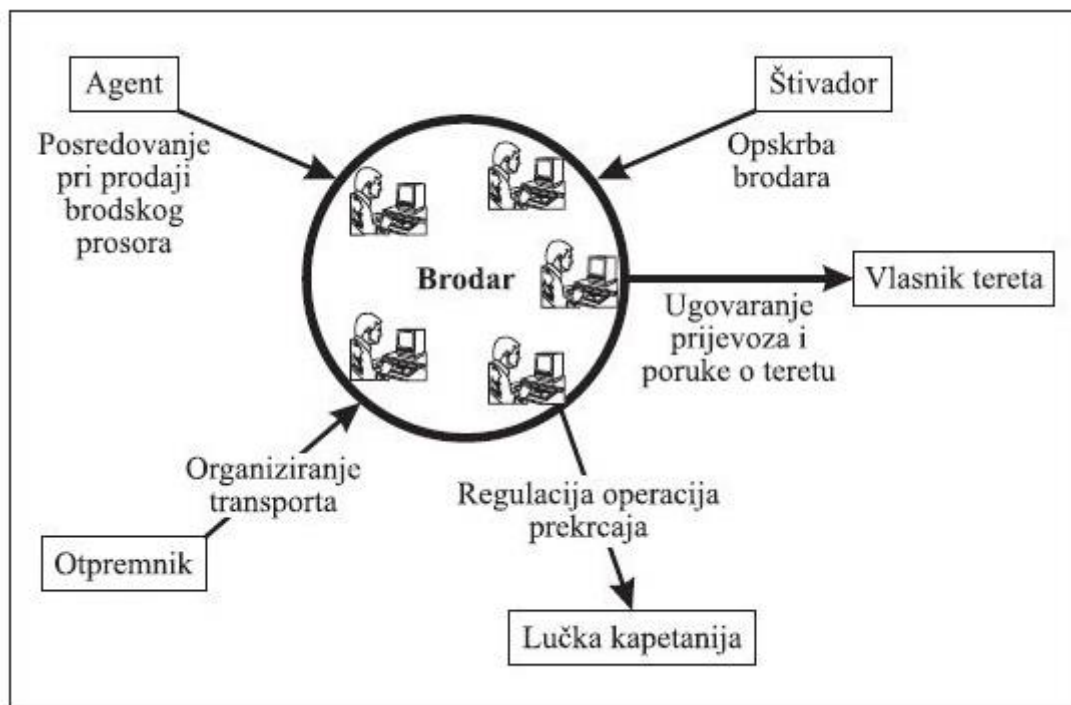 Agent
Posredovanje
pri prodaji
brodskog
prosora
Štivador
Opskrba
brodara
Brodar
Vlasnik tereta
Ugovaranje
prijevoza i
poruke o teretu
Organiziranje
transporta
Otpremnik
Regulacija operacija
prekrcaja
Lučka kapetanija